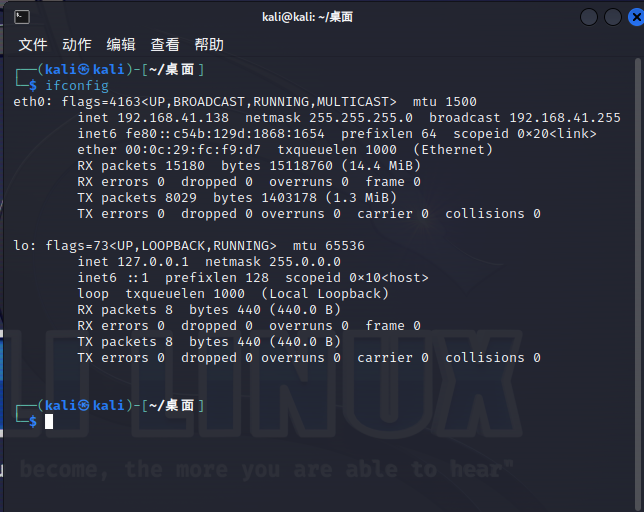 kali@kali: ~/桌面
文件 动作 编辑 查看 帮助
┌──(kali㉿kali)-[~/桌面]
└─$ ifconfig
eth0: flags=4163<UP,BROADCAST,RUNNING,MULTICAST>  mtu 1500
        inet 192.168.41.138  netmask 255.255.255.0  broadcast 192.168.41.255
        inet6 fe80::c54b:129d:1868:1654  prefixlen 64  scopeid 0×20<link>
        ether 00:0c:29:fc:f9:d7  txqueuelen 1000  (Ethernet)
        RX packets 15180  bytes 15118760 (14.4 MiB)
        RX errors 0  dropped 0  overruns 0  frame 0
        TX packets 8029  bytes 1403178 (1.3 MiB)
        TX errors 0  dropped 0 overruns 0  carrier 0  collisions 0
lo: flags=73<UP,LOOPBACK,RUNNING>  mtu 65536
        inet 127.0.0.1  netmask 255.0.0.0
        inet6 ::1  prefixlen 128  scopeid 0×10<host>
        loop  txqueuelen 1000  (Local Loopback)
        RX packets 8  bytes 440 (440.0 B)
        RX errors 0  dropped 0  overruns 0  frame 0
        TX packets 8  bytes 440 (440.0 B)
        TX errors 0  dropped 0 overruns 0  carrier 0  collisions 0
┌──(kali㉿kali)-[~/桌面]
└─$
LI LINUX
become, the more you are able to hear"